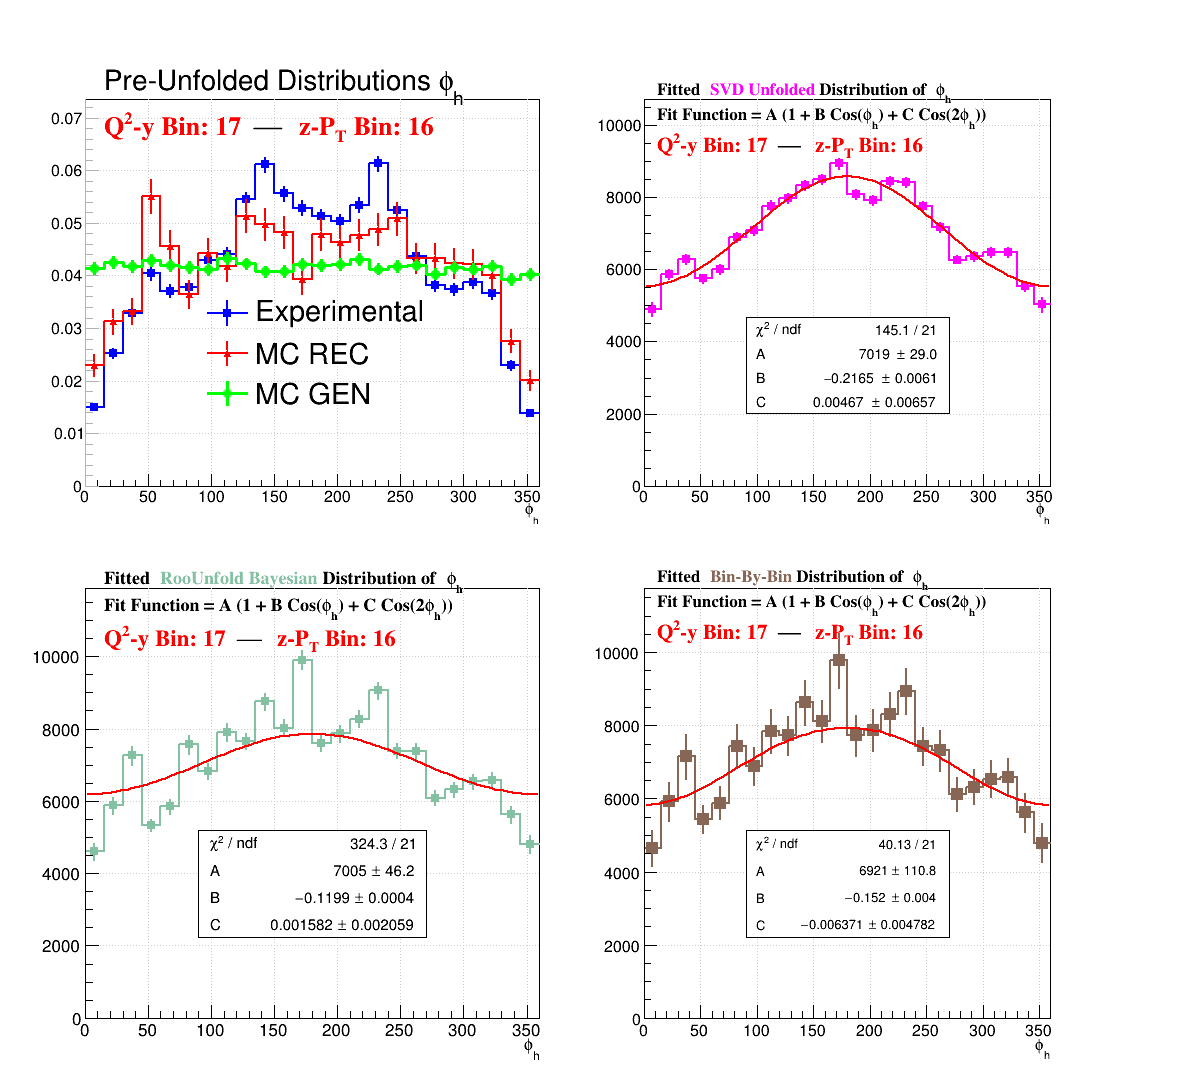 Pre-Unfolded Distributions ϕh
Q²-y Bin: 17 — z-PT Bin: 16
0.07
0.06
0.05
0.04
0.03
0.02
0.01
0
Experimental
MC REC
MC GEN
0 50 100 150 200 250 300 350
ϕh
Fitted SVD Unfolded Distribution of ϕh
Fit Function = A (1 + B Cos(ϕh) + C Cos(2ϕh))
Q²-y Bin: 17 — z-PT Bin: 16
10000
8000
6000
4000
2000
0
χ² / ndf 145.1 / 21
A 7019 ± 29.0
B −0.2165 ± 0.0061
C 0.00467 ± 0.00657
0 50 100 150 200 250 300 350
ϕh
Fitted RooUnfold Bayesian Distribution of ϕh
Fit Function = A (1 + B Cos(ϕh) + C Cos(2ϕh))
Q²-y Bin: 17 — z-PT Bin: 16
10000
8000
6000
4000
2000
0
χ² / ndf 324.3 / 21
A 7005 ± 46.2
B −0.1199 ± 0.0004
C 0.001582 ± 0.002059
0 50 100 150 200 250 300 350
ϕh
Fitted Bin-By-Bin Distribution of ϕh
Fit Function = A (1 + B Cos(ϕh) + C Cos(2ϕh))
Q²-y Bin: 17 — z-PT Bin: 16
10000
8000
6000
4000
2000
0
χ² / ndf 40.13 / 21
A 6921 ± 110.8
B −0.152 ± 0.004
C −0.006371 ± 0.004782
0 50 100 150 200 250 300 350
ϕh